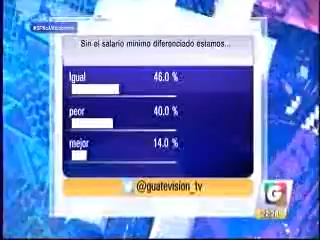 Sin el salario mínimo diferenciado estamos...
Igual 46.0 %
peor 40.0 %
mejor 14.0 %
@guatevision_tv
G